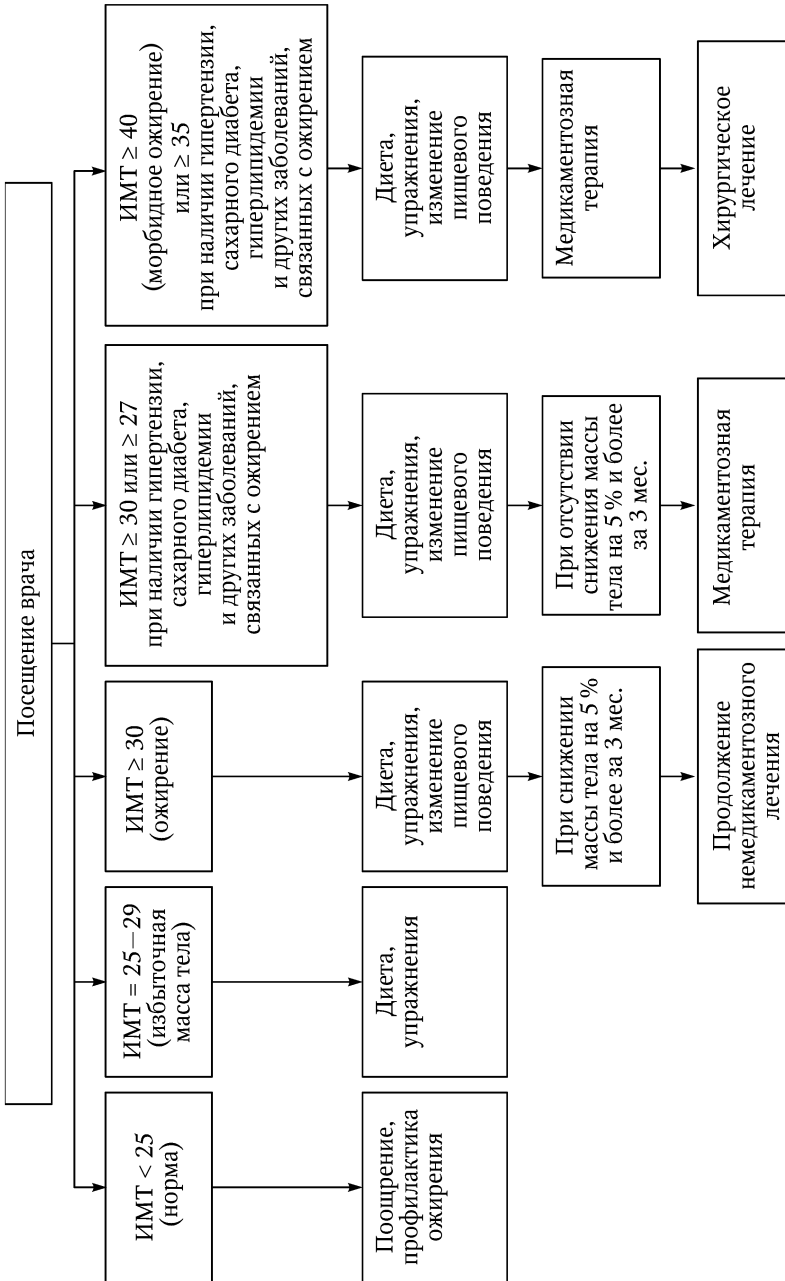 Посещение врача
ИМТ < 25
(норма)
ИМТ = 25–29
(избыточная
масса тела)
ИМТ ≥ 30
(ожирение)
ИМТ ≥ 30 или ≥ 27
при наличии гипертензии,
сахарного диабета,
гиперлипидемии
и других заболеваний,
связанных с ожирением
ИМТ ≥ 40
(морбидное ожирение)
или ≥ 35
при наличии гипертензии,
сахарного диабета,
гиперлипидемии
и других заболеваний,
связанных с ожирением
Поощрение,
профилактика
ожирения
Диета,
упражнения
Диета,
упражнения,
изменение
пищевого
поведения
Диета,
упражнения,
изменение
пищевого
поведения
Диета,
упражнения,
изменение
пищевого
поведения
При снижении
массы тела на 5 %
и более за 3 мес.
При отсутствии
снижения массы
тела на 5 % и более
за 3 мес.
Медикаментозная
терапия
Продолжение
немедикаментозного
лечения
Медикаментозная
терапия
Хирургическое
лечение